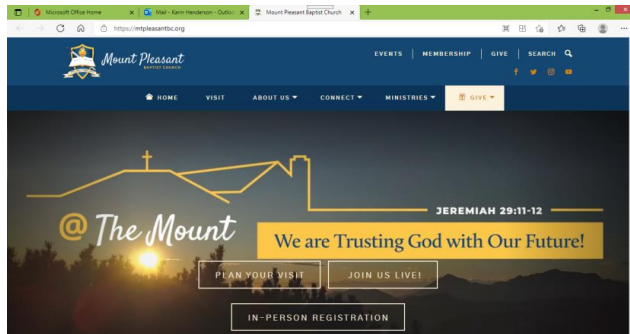 Microsoft Office Home
Mail - Karin Henderson - Outloo
Mount Pleasant Baptist Church
https://mtpleasantbc.org
Mount Pleasant
BAPTIST CHURCH
EVENTS | MEMBERSHIP | GIVE | SEARCH
HOME VISIT ABOUT US CONNECT MINISTRIES GIVE
JEREMIAH 29:11-12
@ The Mount
We are Trusting God with Our Future!
PLAN YOUR VISIT JOIN US LIVE!
IN-PERSON REGISTRATION